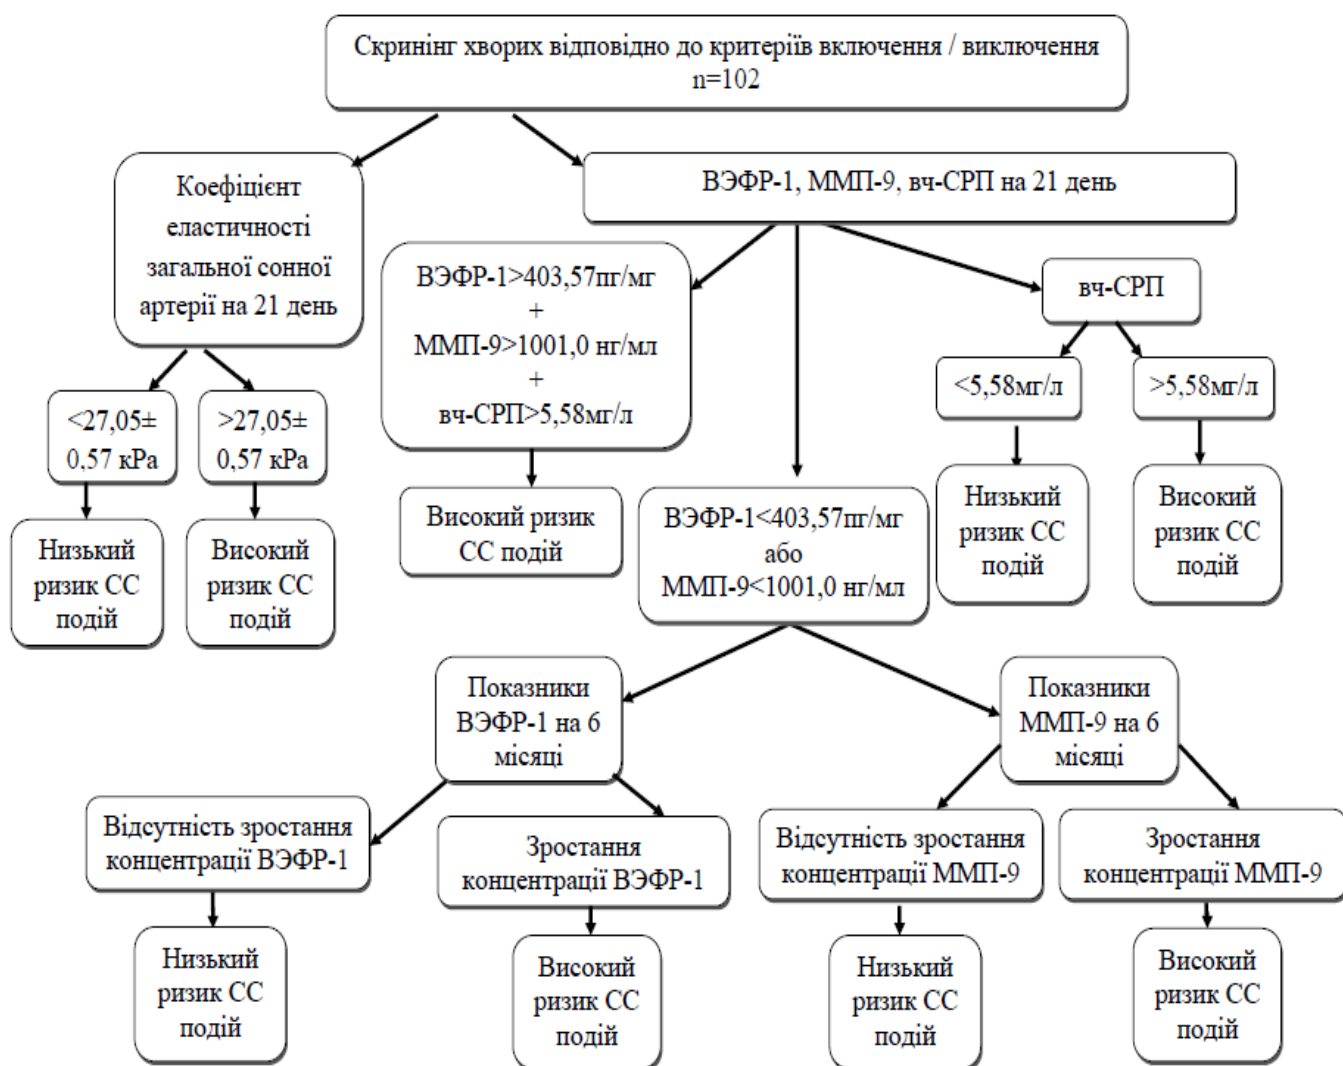 Скринінг хворих відповідно до критеріїв включення / виключення
n=102
Коефіцієнт
еластичності
загальної сонної
артерії на 21 день
ВЭФР-1, ММП-9, вч-СРП на 21 день
ВЭФР-1>403,57пг/мг
+
ММП-9>1001,0 нг/мл
+
вч-СРП>5,58мг/л
вч-СРП
<27,05±
0,57 кPa
>27,05±
0,57 кPa
<5,58мг/л
>5,58мг/л
Низький
ризик СС
подій
Високий
ризик СС
подій
Високий ризик
СС подій
ВЭФР-1<403,57пг/мг
або
ММП-9<1001,0 нг/мл
Низький
ризик СС
подій
Високий
ризик СС
подій
Показники
ВЭФР-1 на 6
місяці
Показники
ММП-9 на 6
місяці
Відсутність зростання
концентрації ВЭФР-1
Зростання
концентрації ВЭФР-1
Відсутність зростання
концентрації ММП-9
Зростання
концентрації ММП-9
Низький
ризик СС
подій
Високий
ризик СС
подій
Низький
ризик СС
подій
Високий
ризик СС
подій